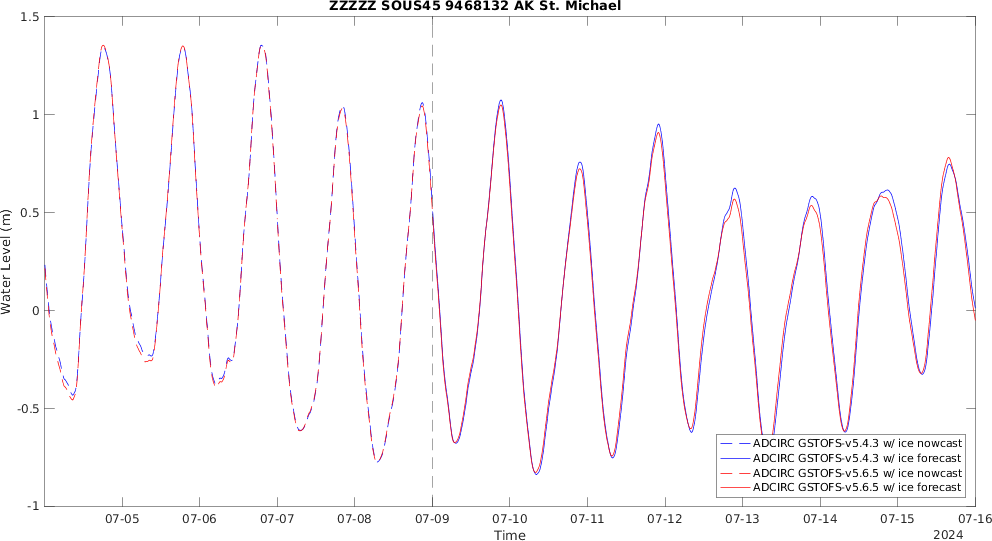 ZZZZZ SOUS45 9468132 AK St. Michael
1.5
1
0.5
0
-0.5
-1
Water Level (m)
ADCIRC GSTOFS-v5.4.3 w/ ice nowcast
ADCIRC GSTOFS-v5.4.3 w/ ice forecast
ADCIRC GSTOFS-v5.6.5 w/ ice nowcast
ADCIRC GSTOFS-v5.6.5 w/ ice forecast
07-05 07-06 07-07 07-08 07-09 07-10 07-11 07-12 07-13 07-14 07-15 07-16
Time
2024